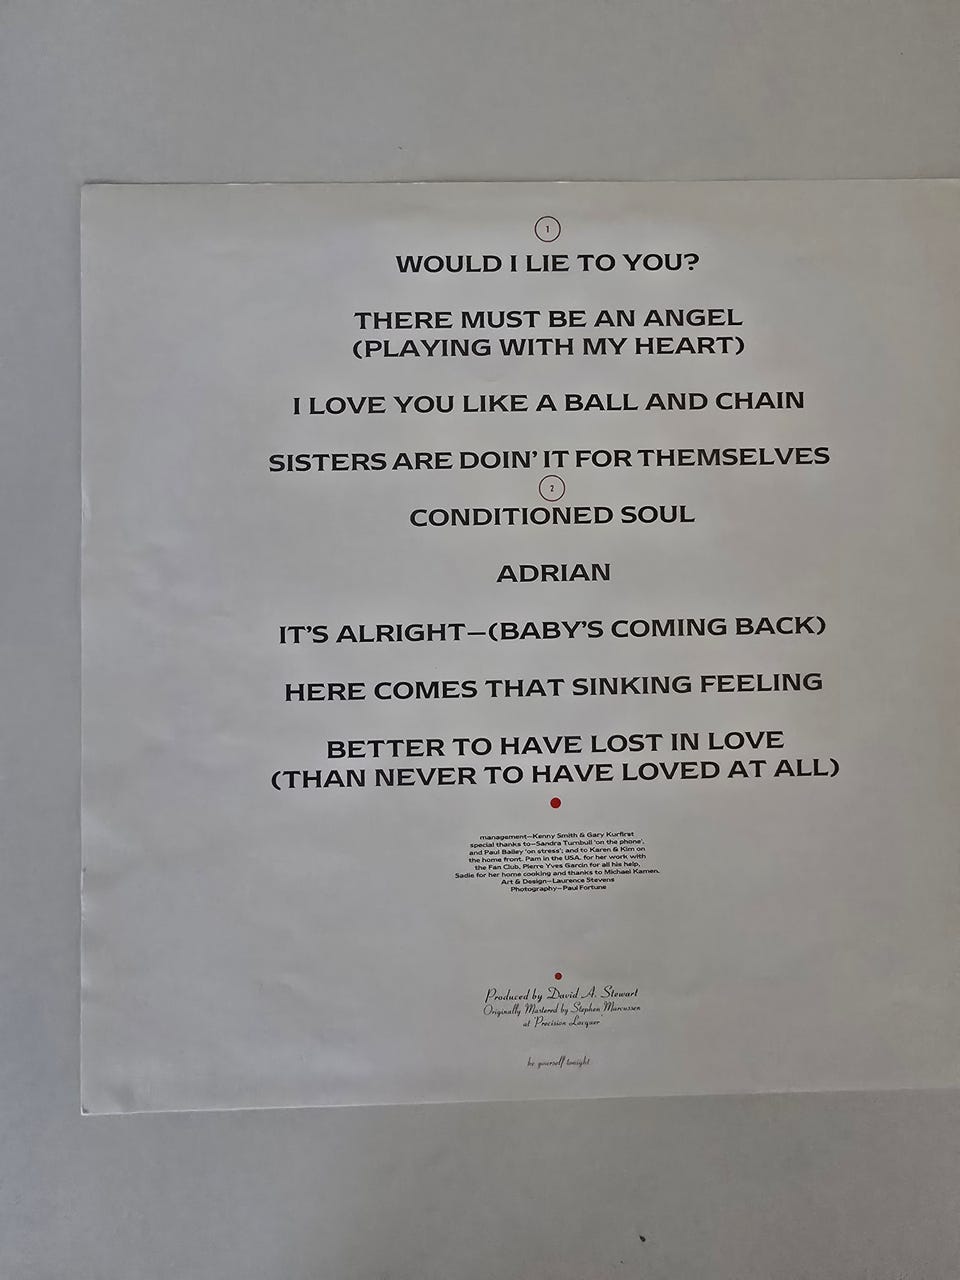 1
WOULD I LIE TO YOU?
THERE MUST BE AN ANGEL
(PLAYING WITH MY HEART)
I LOVE YOU LIKE A BALL AND CHAIN
SISTERS ARE DOIN' IT FOR THEMSELVES
2
CONDITIONED SOUL
ADRIAN
IT'S ALRIGHT—(BABY'S COMING BACK)
HERE COMES THAT SINKING FEELING
BETTER TO HAVE LOST IN LOVE
(THAN NEVER TO HAVE LOVED AT ALL)
management—Kenny Smith & Gary Kurfirst
special thanks to—Sandra Turnbull 'on the phone',
and Paul Bailey 'on stress'; and to Karen & Kim on
the home front. Pam in the USA. for her work with
the Fan Club, Pierre Yves Garcin for all his help,
Sadie for her home cooking and thanks to Michael Kamen.
Art & Design—Laurence Stevens
Photography—Paul Fortune
Produced by David A. Stewart
Originally Mastered by Stephen Marcussen
at 'Precision Lacquer'
be yourself tonight